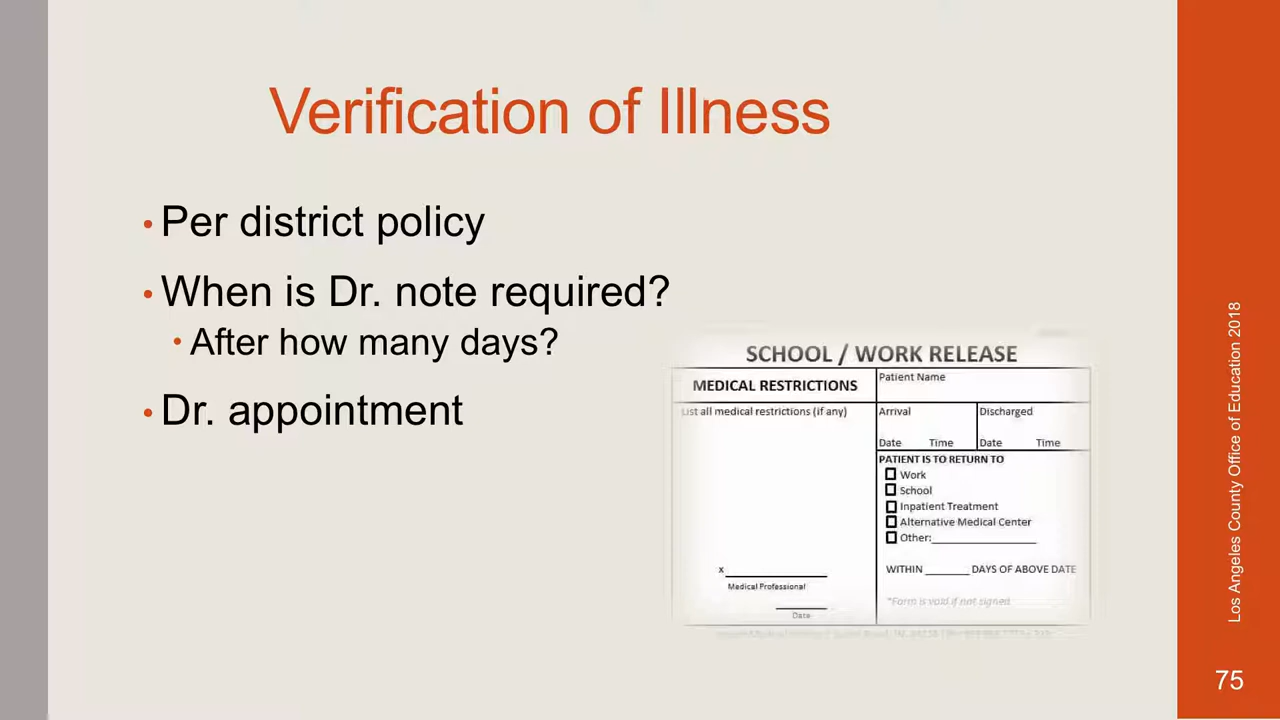 Verification of Illness
• Per district policy
• When is Dr. note required?
▪ After how many days?
• Dr. appointment
SCHOOL / WORK RELEASE
MEDICAL RESTRICTIONS
List all medical restrictions (if any)
x
Medical Professional
Date
Patient Name
Arrival
Date Time
Discharged
Date Time
PATIENT IS TO RETURN TO
Work
School
Inpatient Treatment
Alternative Medical Center
Other:
WITHIN DAYS OF ABOVE DATE
*Form is void if not signed
Los Angeles County Office of Education 2018
75